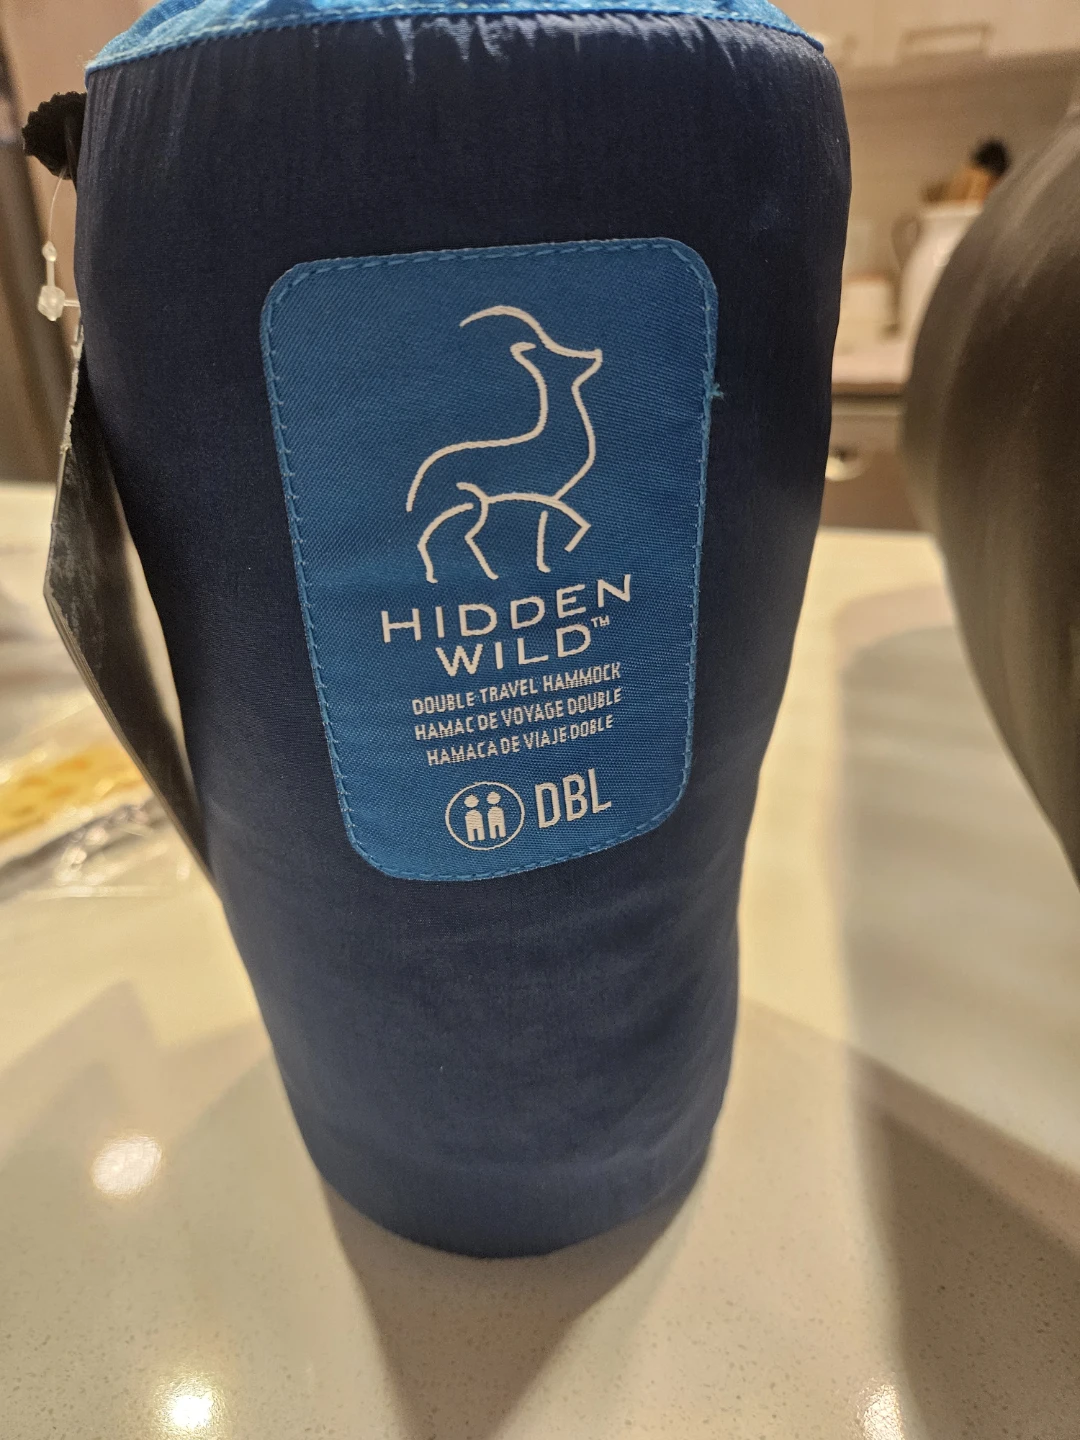 HIDDEN
WILD™
DOUBLE TRAVEL HAMMOCK
HAMAC DE VOYAGE DOUBLE
HAMACA DE VIAJE DOBLE
DBL